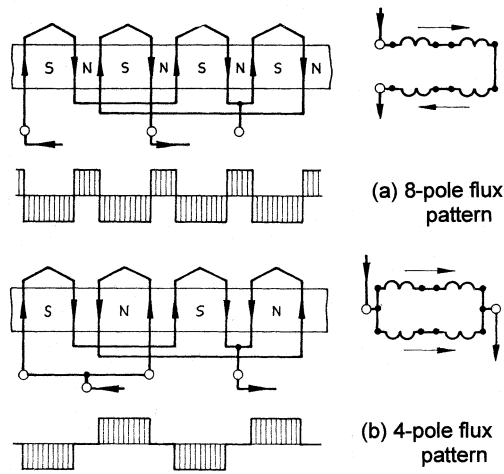 S N S N S N S N
(a) 8-pole flux
pattern
S N S N
(b) 4-pole flux
pattern